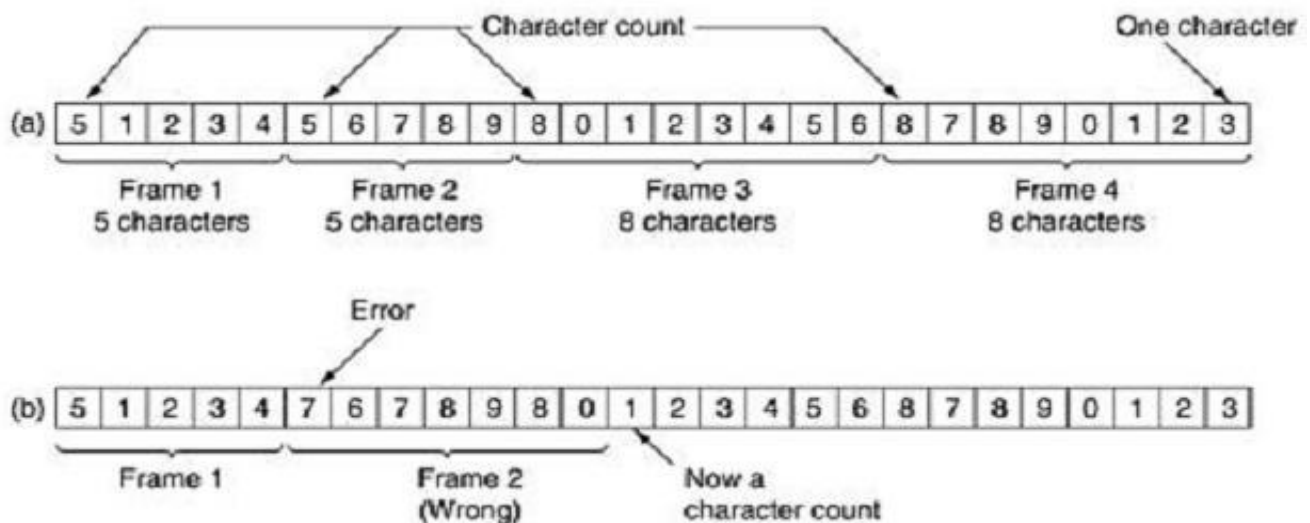 Character count One character
(a) 5 1 2 3 4 5 6 7 8 9 8 0 1 2 3 4 5 6 8 7 8 9 0 1 2 3
Frame 1 Frame 2 Frame 3 Frame 4
5 characters 5 characters 8 characters 8 characters
Error
(b) 5 1 2 3 4 7 6 7 8 9 8 0 1 2 3 4 5 6 8 7 8 9 0 1 2 3
Frame 1 Frame 2 Now a
(Wrong) character count